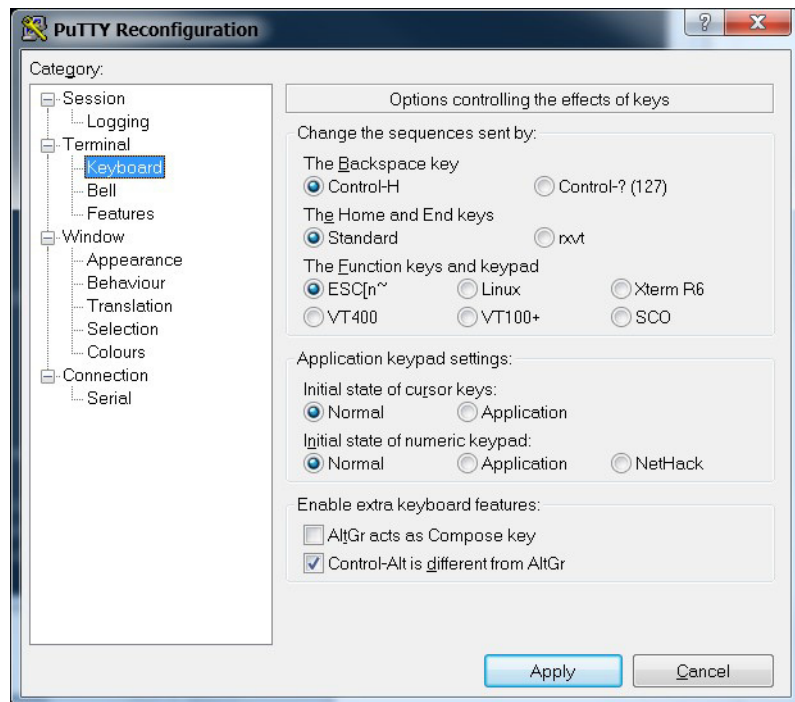 PuTTY Reconfiguration
Category:
Session
Logging
Terminal
Keyboard
Bell
Features
Window
Appearance
Behaviour
Translation
Selection
Colours
Connection
Serial
Options controlling the effects of keys
Change the sequences sent by:
The Backspace key
Control-H Control-? (127)
The Home and End keys
Standard rxvt
The Function keys and keypad
ESC[n~ Linux Xterm R6
VT400 VT100+ SCO
Application keypad settings:
Initial state of cursor keys:
Normal Application
Initial state of numeric keypad:
Normal Application NetHack
Enable extra keyboard features:
AltGr acts as Compose key
Control-Alt is different from AltGr
Apply Cancel